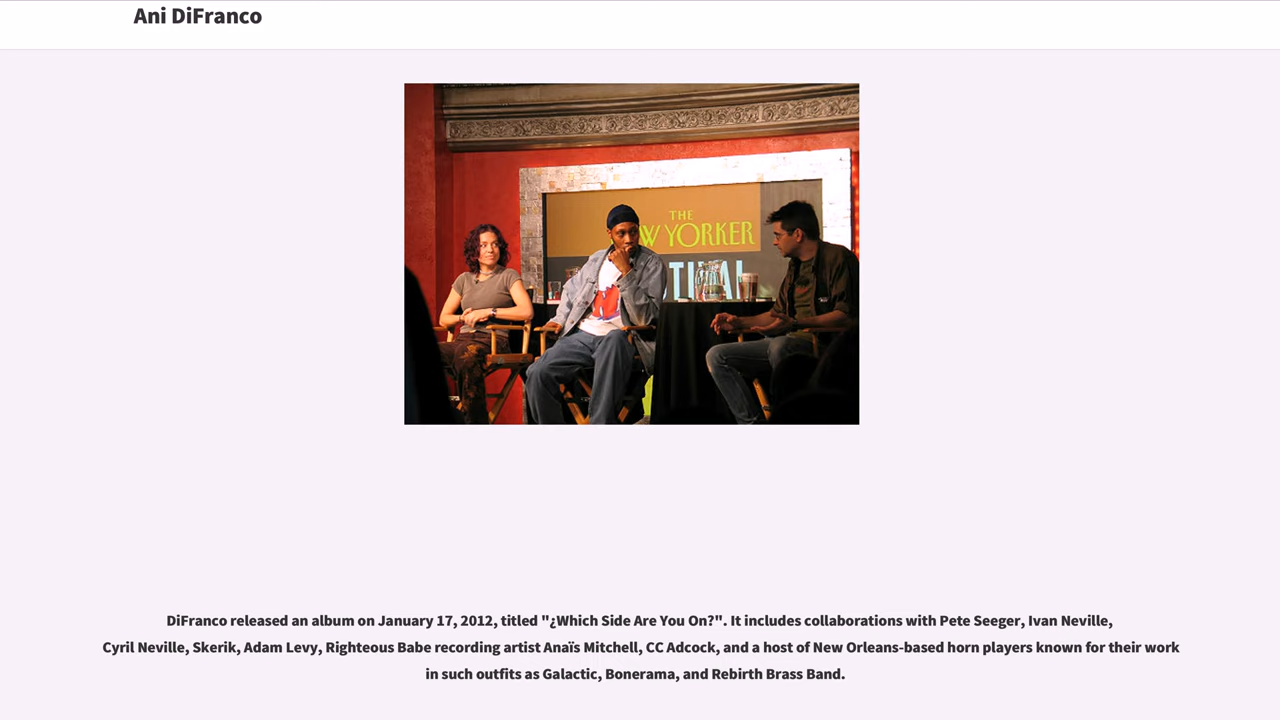 Ani DiFranco
THE
W YORKER
TIVAL
DiFranco released an album on January 17, 2012, titled "¿Which Side Are You On?". It includes collaborations with Pete Seeger, Ivan Neville,
Cyril Neville, Skerik, Adam Levy, Righteous Babe recording artist Anaïs Mitchell, CC Adcock, and a host of New Orleans-based horn players known for their work
in such outfits as Galactic, Bonerama, and Rebirth Brass Band.